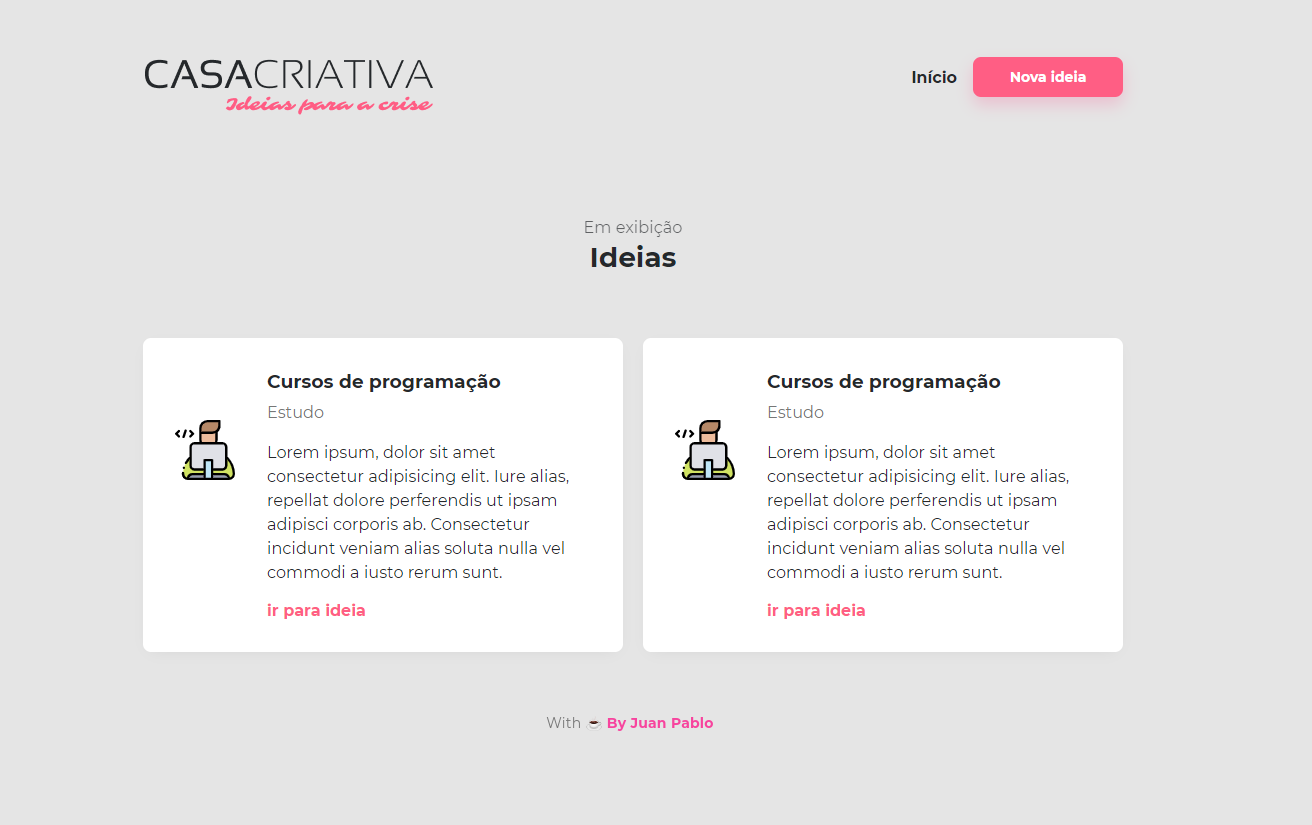 CASACRIATIVA
Ideias para a crise
Início
Nova ideia
Em exibição
Ideias
Cursos de programação
Estudo
Lorem ipsum, dolor sit amet
consectetur adipisicing elit. Iure alias,
repellat dolore perferendis ut ipsam
adipisci corporis ab. Consectetur
incidunt veniam alias soluta nulla vel
commodi a iusto rerum sunt.
ir para ideia
Cursos de programação
Estudo
Lorem ipsum, dolor sit amet
consectetur adipisicing elit. Iure alias,
repellat dolore perferendis ut ipsam
adipisci corporis ab. Consectetur
incidunt veniam alias soluta nulla vel
commodi a iusto rerum sunt.
ir para ideia
With ☕ By Juan Pablo